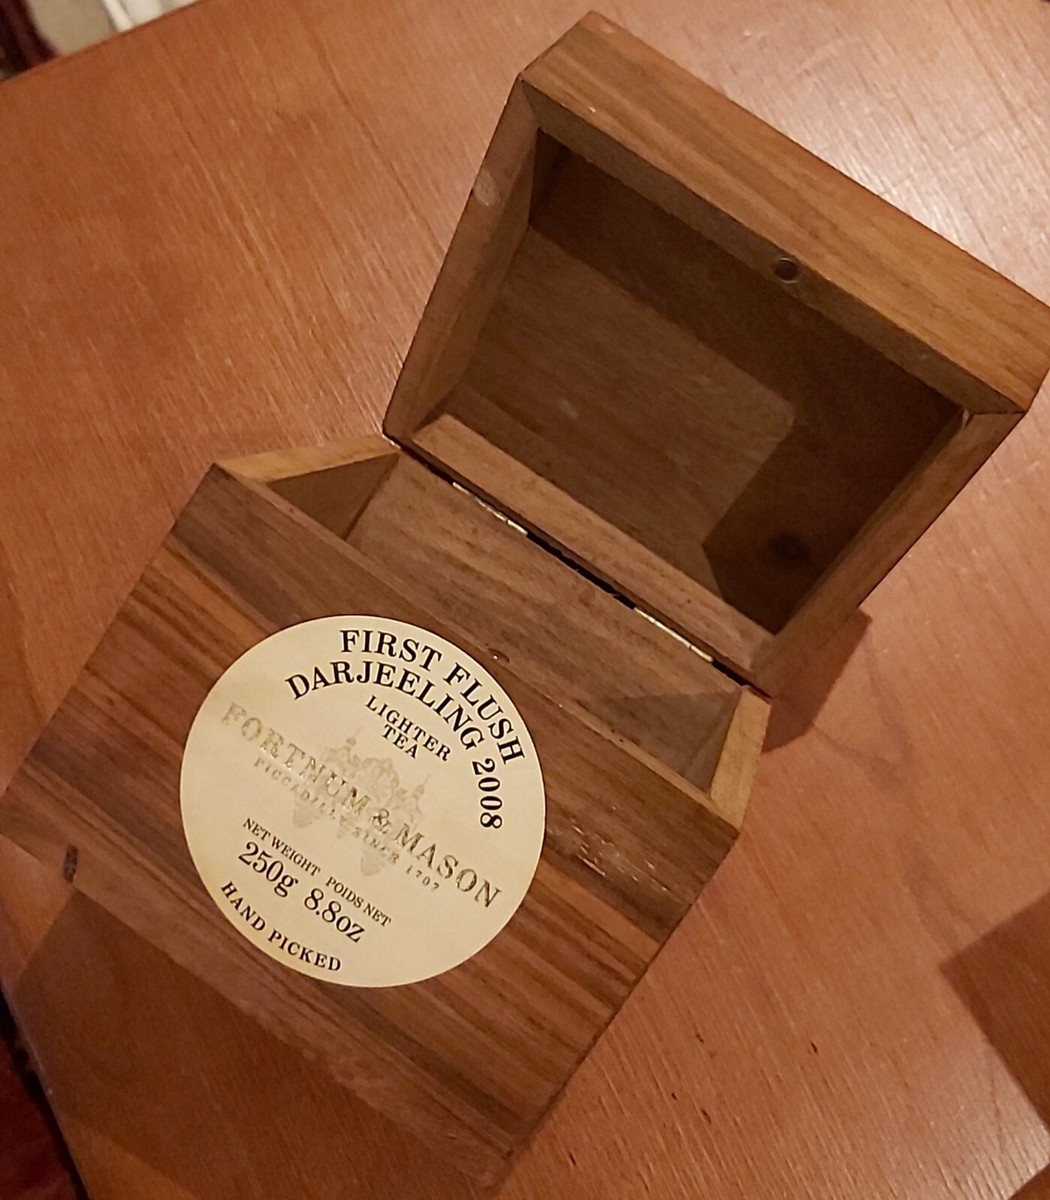 FIRST FLUSH
DARJEELING 2008
LIGHTER
TEA
FORTNUM & MASON
PICCADILLY SINCE 1707
NET WEIGHT POIDS NET
250g 8.8oz
HAND PICKED